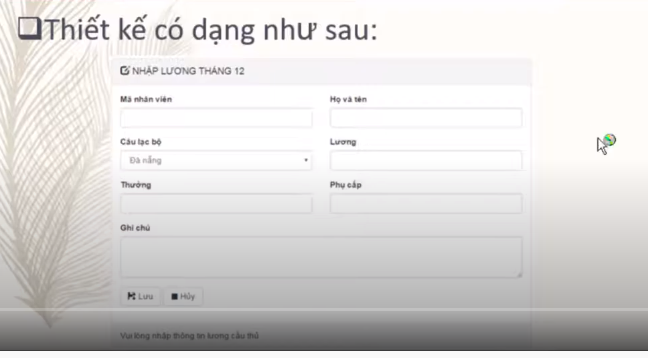 Thiết kế có dạng như sau:
NHẬP LƯƠNG THÁNG 12
Mã nhân viên
Họ và tên
Câu lạc bộ
Lương
Đà nẵng
Thưởng
Phụ cấp
Ghi chú
Lưu
Hủy
Vui lòng nhập thông tin lương cầu thủ